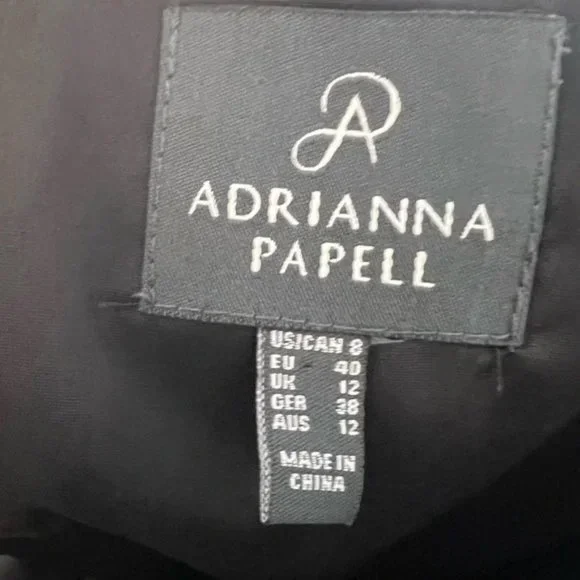 AP
ADRIANNA
PAPELL
US/CAN 8
EU 40
UK 12
GER 38
AUS 12
MADE IN
CHINA